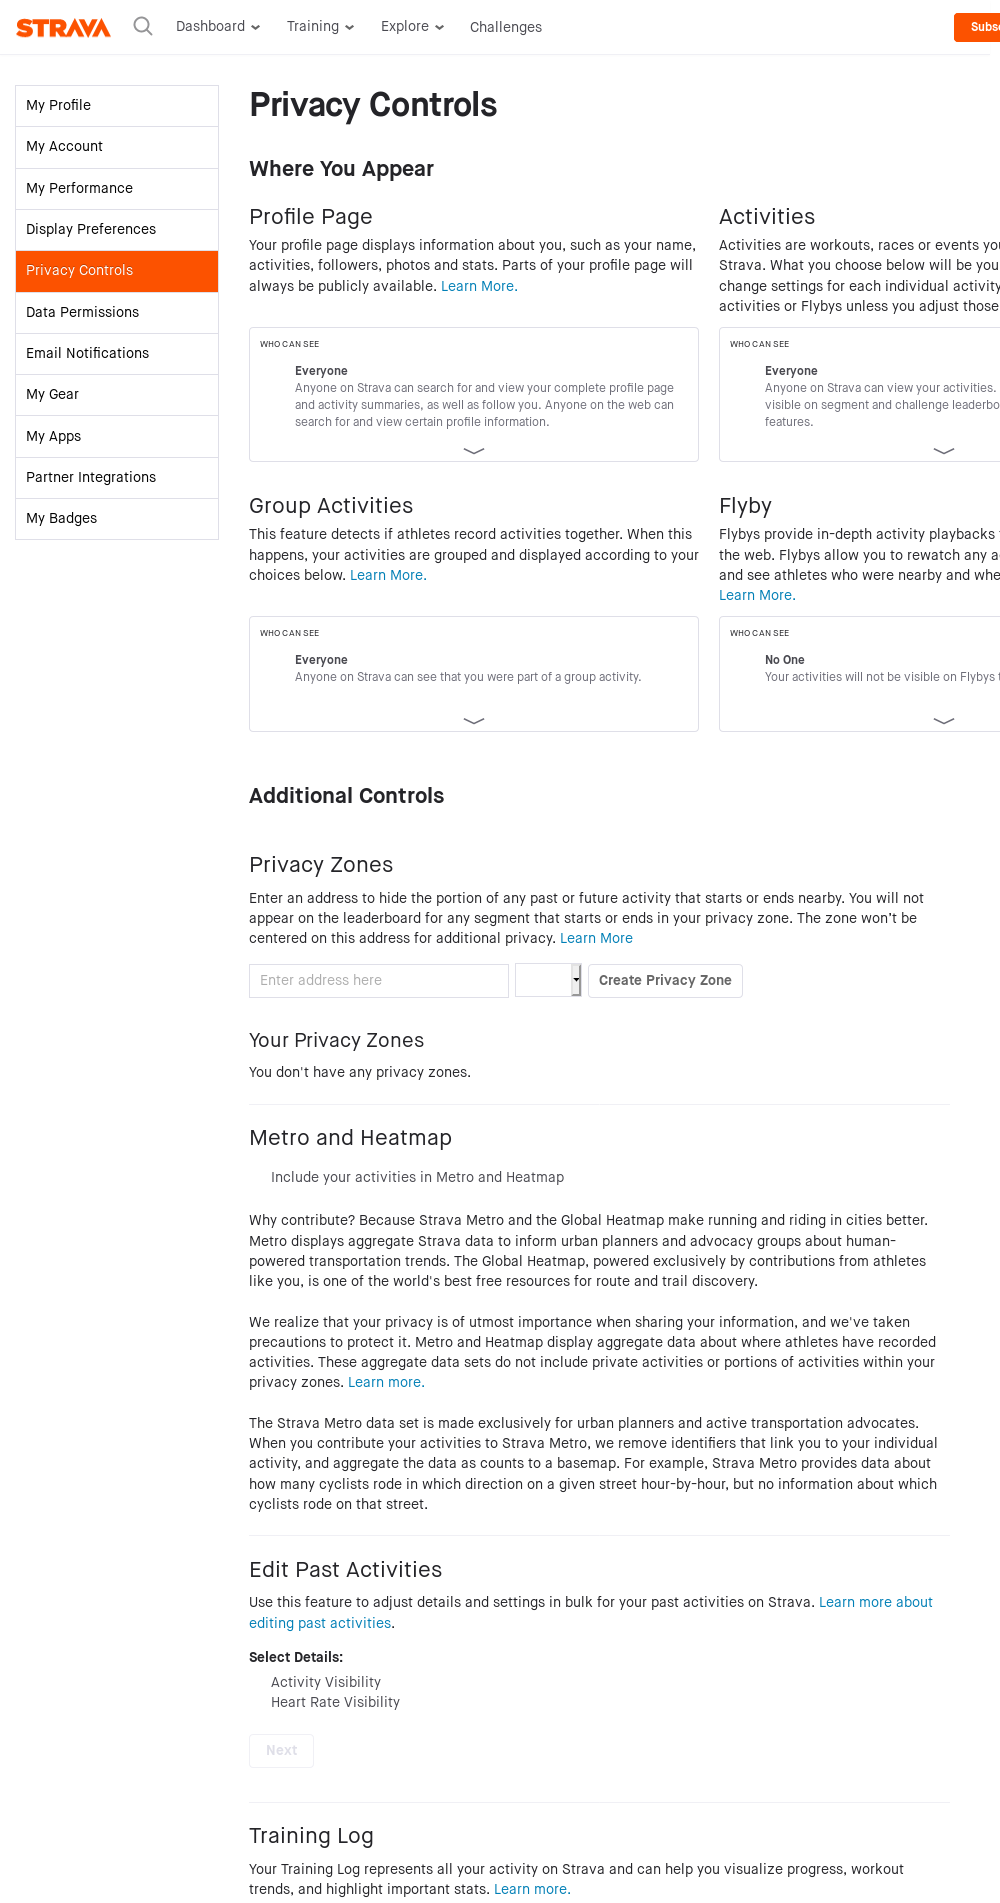 STRAVA
Dashboard
Training
Explore
Challenges
My Profile
My Account
My Performance
Display Preferences
Privacy Controls
Data Permissions
Email Notifications
My Gear
My Apps
Partner Integrations
My Badges
Privacy Controls
Where You Appear
Profile Page
Your profile page displays information about you, such as your name,
activities, followers, photos and stats. Parts of your profile page will
always be publicly available. Learn More.
WHO CAN SEE
Everyone
Anyone on Strava can search for and view your complete profile page
and activity summaries, as well as follow you. Anyone on the web can
search for and view certain profile information.
Activities
Activities are workouts, races or events
Strava. What you choose below will be
change settings for each individual activity
activities or Flybys unless you adjust those
WHO CAN SEE
Everyone
Anyone on Strava can view your activities.
visible on segment and challenge
features.
Group Activities
This feature detects if athletes record activities together. When this
happens, your activities are grouped and displayed according to your
choices below. Learn More.
WHO CAN SEE
Everyone
Anyone on Strava can see that you were part of a group activity.
Flyby
Flybys provide in-depth activity playbacks
the web. Flybys allow you to rewatch any
and see athletes who were nearby and
Learn More.
WHO CAN SEE
No One
Your activities will not be visible on Flybys
Additional Controls
Privacy Zones
Enter an address to hide the portion of any past or future activity that starts or ends nearby. You will not
appear on the leaderboard for any segment that starts or ends in your privacy zone. The zone won't be
centered on this address for additional privacy. Learn More
Enter address here
Create Privacy Zone
Your Privacy Zones
You don't have any privacy zones.
Metro and Heatmap
Include your activities in Metro and Heatmap
Why contribute? Because Strava Metro and the Global Heatmap make running and riding in cities better.
Metro displays aggregate Strava data to inform urban planners and advocacy groups about human-
powered transportation trends. The Global Heatmap, powered exclusively by contributions from athletes
like you, is one of the world's best free resources for route and trail discovery.
We realize that your privacy is of utmost importance when sharing your information, and we've taken
precautions to protect it. Metro and Heatmap display aggregate data about where athletes have recorded
activities. These aggregate data sets do not include private activities or portions of activities within your
privacy zones. Learn more.
The Strava Metro data set is made exclusively for urban planners and active transportation advocates.
When you contribute your activities to Strava Metro, we remove identifiers that link you to your individual
activity, and aggregate the data as counts to a basemap. For example, Strava Metro provides data about
how many cyclists rode in which direction on a given street hour-by-hour, but no information about which
cyclists rode on that street.
Edit Past Activities
Use this feature to adjust details and settings in bulk for your past activities on Strava. Learn more about
editing past activities.
Select Details:
Activity Visibility
Heart Rate Visibility
Next
Training Log
Your Training Log represents all your activity on Strava and can help you visualize progress, workout
trends, and highlight important stats. Learn more.